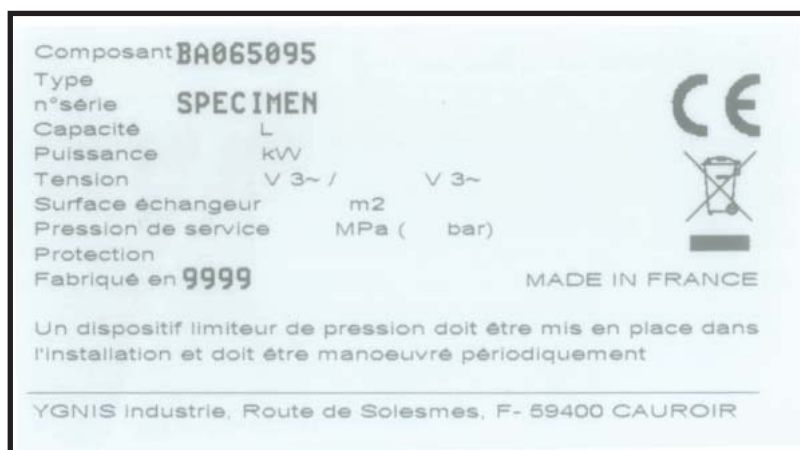 Composant BA065095
Type
n°série SPECIMEN
Capacité L
Puissance kW
Tension V 3~ / V 3~
Surface échangeur m2
Pression de service MPa ( bar)
Protection
Fabriqué en 9999
CE
MADE IN FRANCE
Un dispositif limiteur de pression doit être mis en place dans
l'installation et doit être manoeuvré périodiquement
YGNIS Industrie, Route de Solesmes, F- 59400 CAUROIR